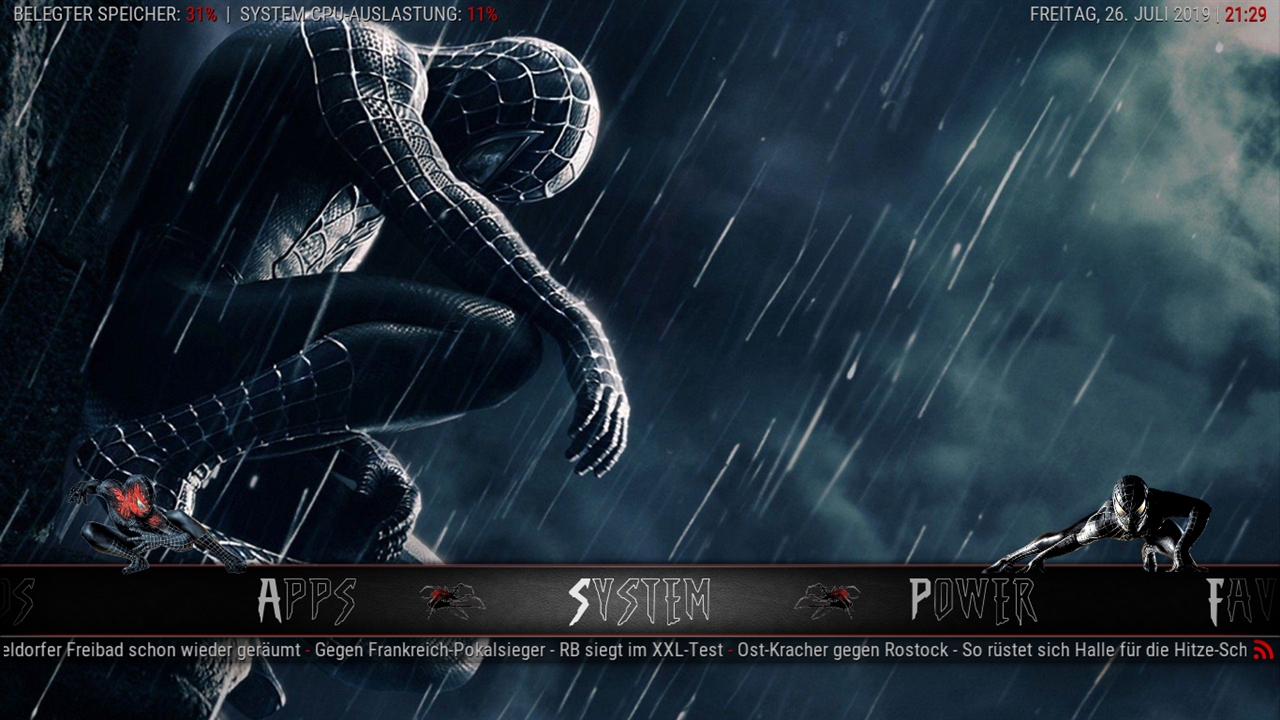 BELEGTER SPEICHER: 31% | SYSTEM CPU-AUSLASTUNG: 11%
FREITAG, 26. JULI 2019 | 21:29
APPS SYSTEM POWER FAV
eldorfer Freibad schon wieder geräumt - Gegen Frankreich-Pokalsieger - RB siegt im XXL-Test - Ost-Kracher gegen Rostock - So rüstet sich Halle für die Hitze-Sch